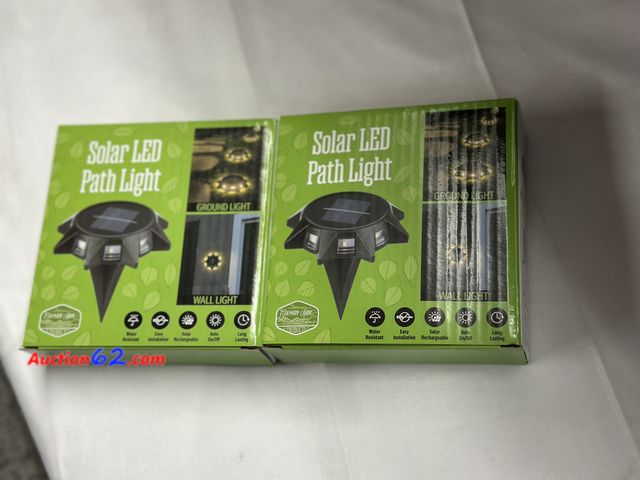 Solar LED
Path Light
GROUND LIGHT
WALL LIGHT
Water
Resistant
Easy
Installation
Solar
Rechargeable
Auto
On/Off
Long
Lasting
Solar LED
Path Light
GROUND LIGHT
WALL LIGHT
Water
Resistant
Easy
Installation
Solar
Rechargeable
Auto
On/Off
Long
Lasting
Auction62.com